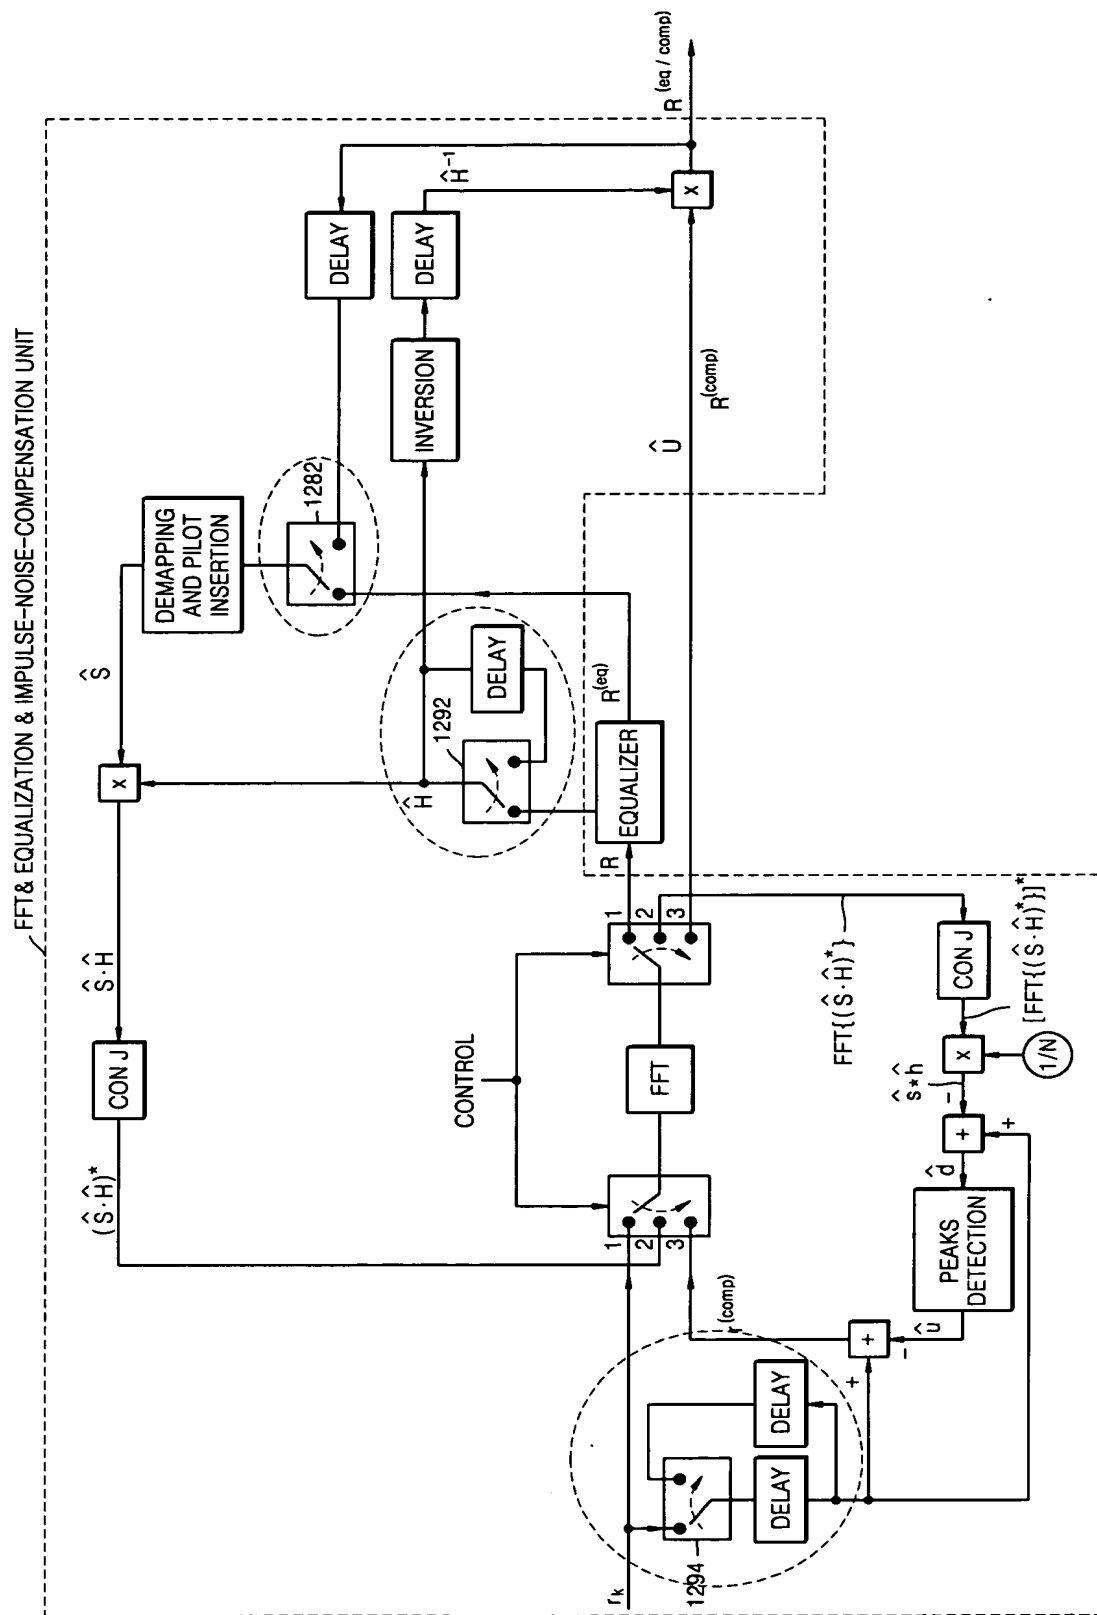 FFT& EQUALIZATION & IMPULSE-NOISE-COMPENSATION UNIT
(Ŝ·Ĥ)*
CON J
Ŝ·Ĥ
X
Ŝ
DEMAPPING
AND PILOT
INSERTION
1282
DELAY
CONTROL
Ĥ
1292
DELAY
INVERSION
DELAY
Ĥ⁻¹
rₖ
1294
DELAY
DELAY
r(comp)
1
2
3
FFT
1
2
3
R
EQUALIZER
R(eq)
Û
R(comp)
X
R(eq / comp)
FFT{(Ŝ·Ĥ)*}
+
+
-
û
PEAKS
DETECTION
d̂
+
+
-
ŝ*ĥ
X
1/N
CON J
[FFT{(Ŝ·Ĥ)*}]*